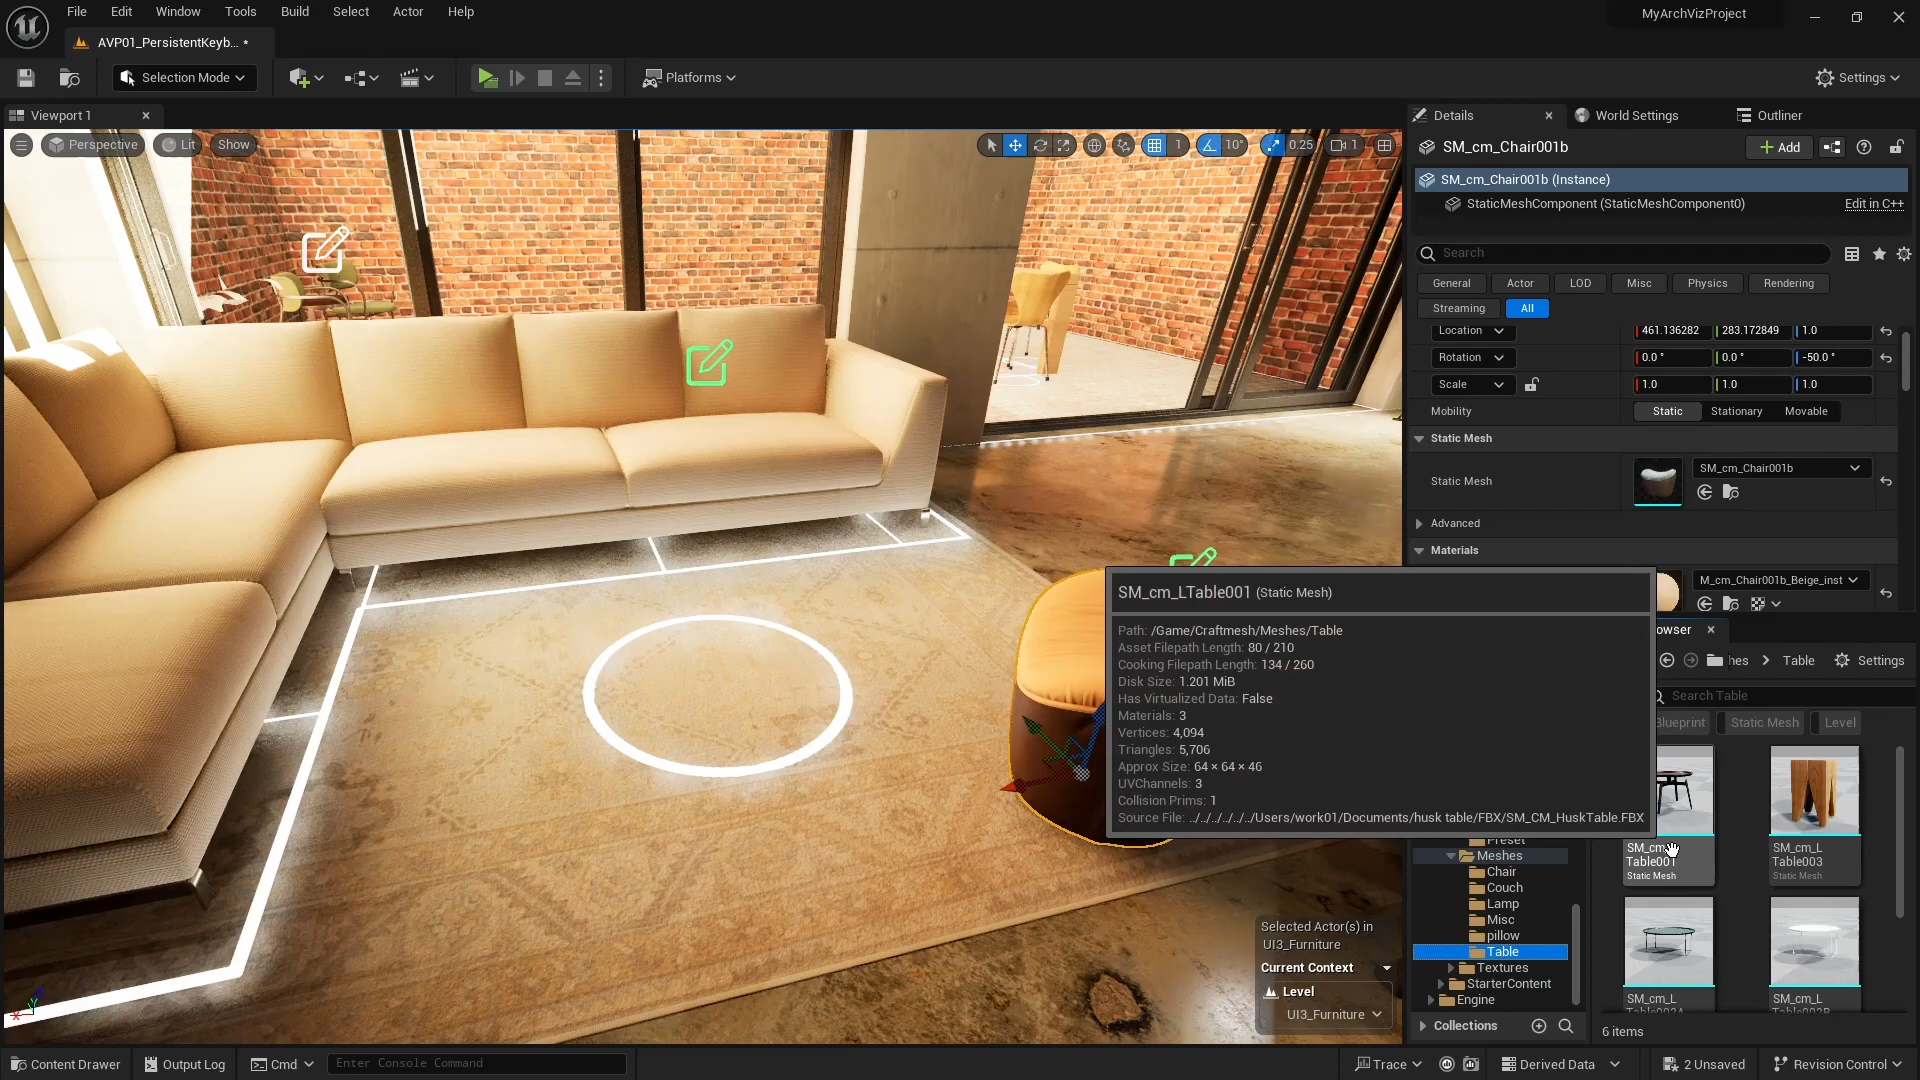 File Edit Window Tools Build Select Actor Help
MyArchVizProject
AVP01_PersistentKeyb... •
Selection Mode
Platforms
Settings
Viewport 1
Perspective
Lit
Show
1
10°
0.25
1
Details
World Settings
Outliner
SM_cm_Chair001b
Add
SM_cm_Chair001b (Instance)
StaticMeshComponent (StaticMeshComponent0)
Edit in C++
Search
General
Actor
LOD
Misc
Physics
Rendering
Streaming
All
Location
461.136282
283.172849
1.0
Rotation
0.0 °
0.0 °
-50.0 °
Scale
1.0
1.0
1.0
Mobility
Static
Stationary
Movable
Static Mesh
Static Mesh
SM_cm_Chair001b
Advanced
Materials
M_cm_Chair001b_Beige_inst
SM_cm_LTable001 (Static Mesh)
Path: /Game/Craftmesh/Meshes/Table
Asset Filepath Length: 80 / 210
Cooking Filepath Length: 134 / 260
Disk Size: 1.201 MiB
Has Virtualized Data: False
Materials: 3
Vertices: 4,094
Triangles: 5,706
Approx Size: 64 × 64 × 46
UVChannels: 3
Collision Prims: 1
Source File: ../../../../../../Users/work01/Documents/husk table/FBX/SM_CM_HuskTable.FBX
owser
hes
Table
Settings
Search Table
Blueprint
Static Mesh
Level
SM_cm_
Table001
Static Mesh
SM_cm_L
Table003
Static Mesh
SM_cm_L
Table002A
SM_cm_L
Table002B
6 items
Preset
Meshes
Chair
Couch
Lamp
Misc
pillow
Table
Textures
StarterContent
Engine
Collections
Selected Actor(s) in
UI3_Furniture
Current Context
Level
UI3_Furniture
Content Drawer
Output Log
Cmd
Enter Console Command
Trace
Derived Data
2 Unsaved
Revision Control